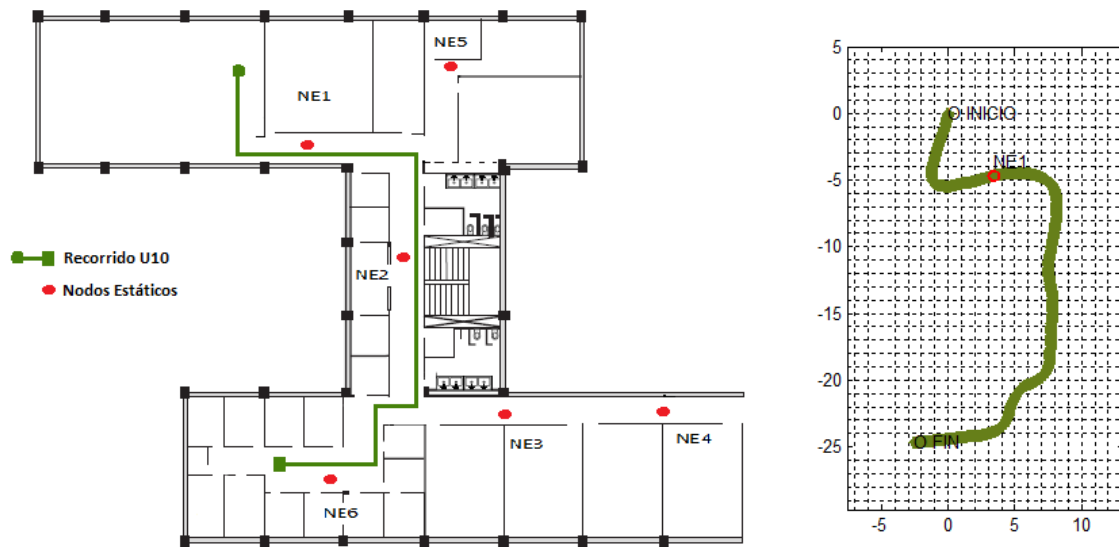 NE5
NE1
NE2
Recorrido U10
Nodos Estáticos
NE3
NE4
NE6
5
0
-5
-10
-15
-20
-25
O INICIO
NE1
O FIN
-5
0
5
10